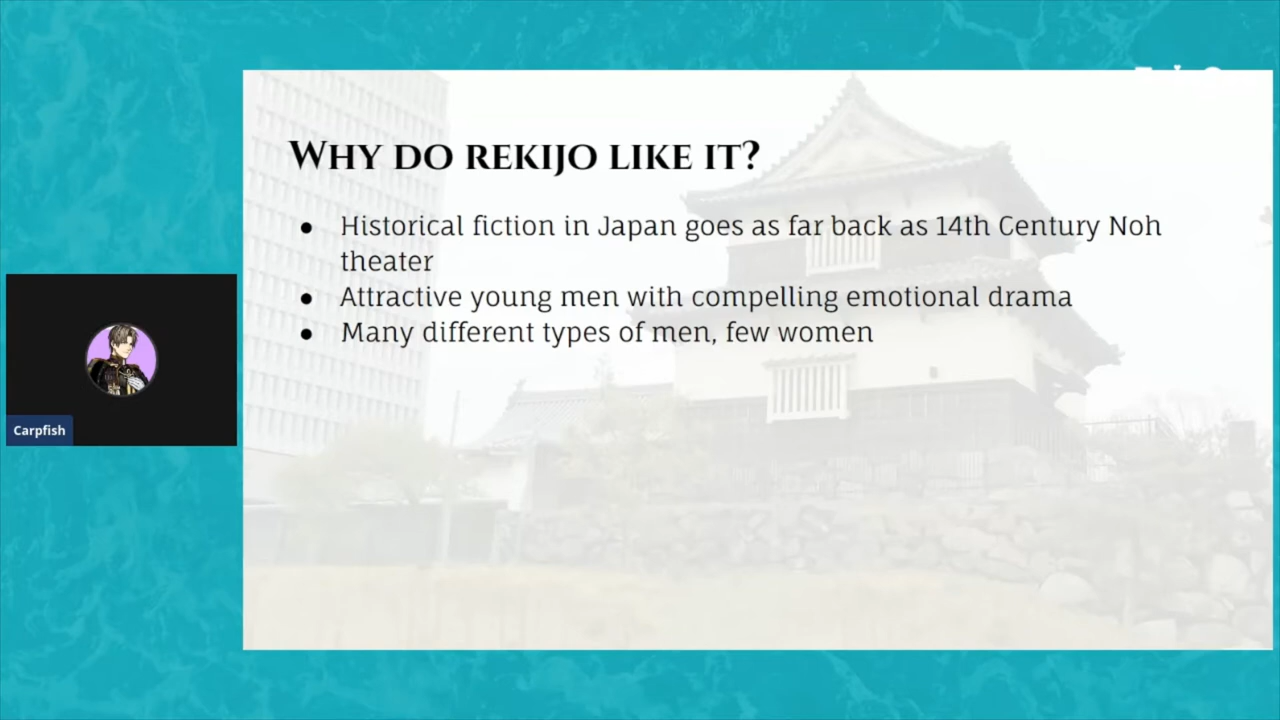 WHY DO REKIJO LIKE IT?
● Historical fiction in Japan goes as far back as 14th Century Noh
theater
● Attractive young men with compelling emotional drama
● Many different types of men, few women
Carpfish